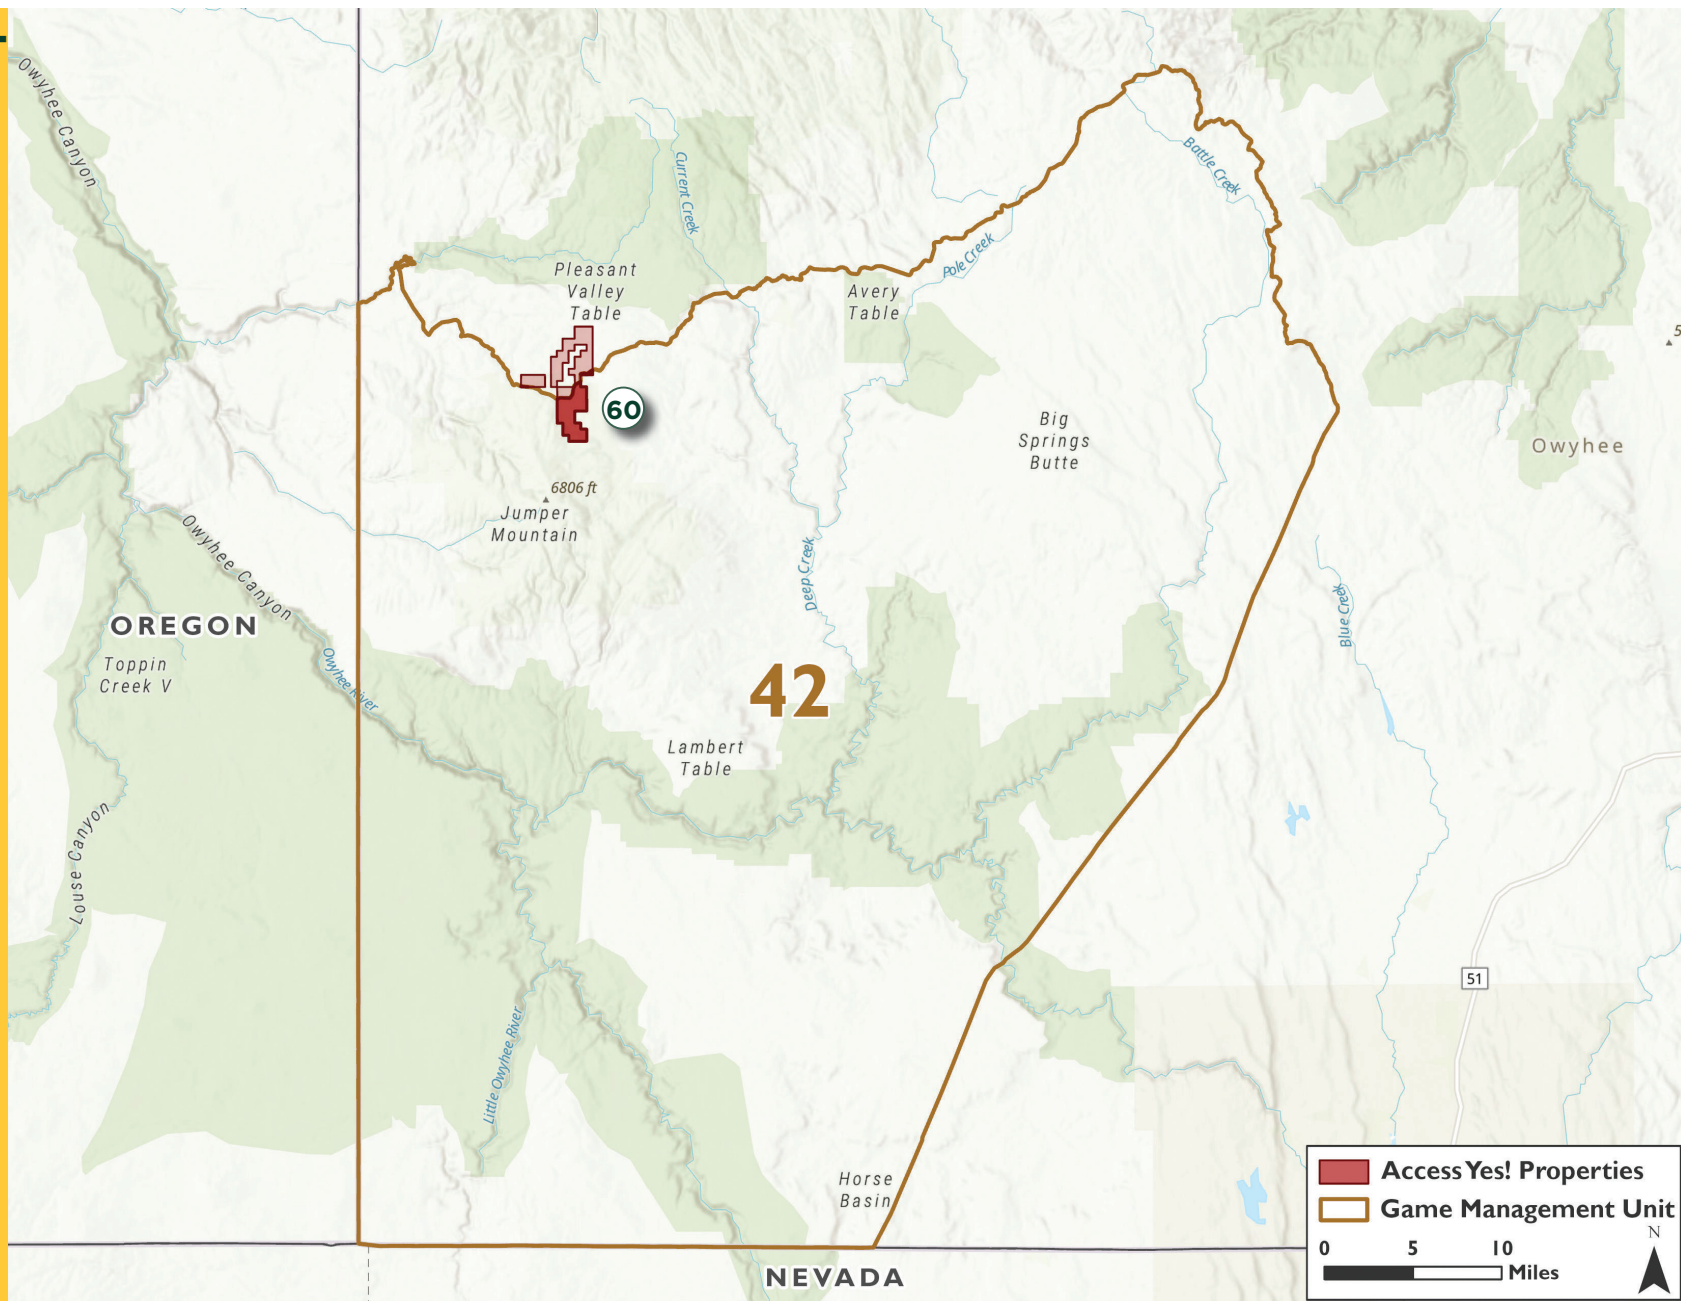 Owyhee Canyon
Current Creek
Battle Creek
Pole Creek
Pleasant
Valley
Table
Avery
Table
5
60
Big
Springs
Butte
Owyhee
6806 ft
Jumper
Mountain
Owyhee Canyon
Deep Creek
Blue Creek
OREGON
Toppin
Creek V
Owyhee River
42
Lambert
Table
Louse Canyon
51
Little Owyhee River
Horse
Basin
NEVADA
Access Yes! Properties
Game Management Unit
N
0 5 10
Miles